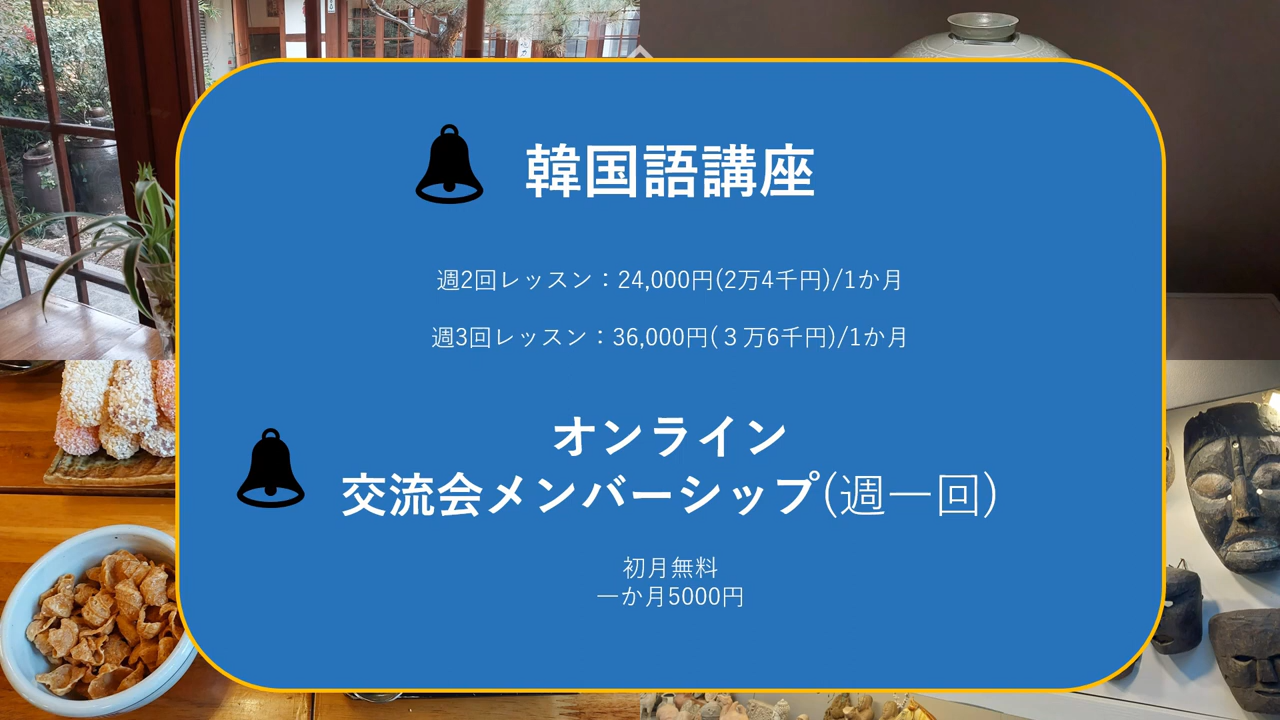 韓国語講座
週2回レッスン：24,000円(2万4千円)/1か月
週3回レッスン：36,000円(３万6千円)/1か月
オンライン
交流会メンバーシップ(週一回)
初月無料
一か月5000円